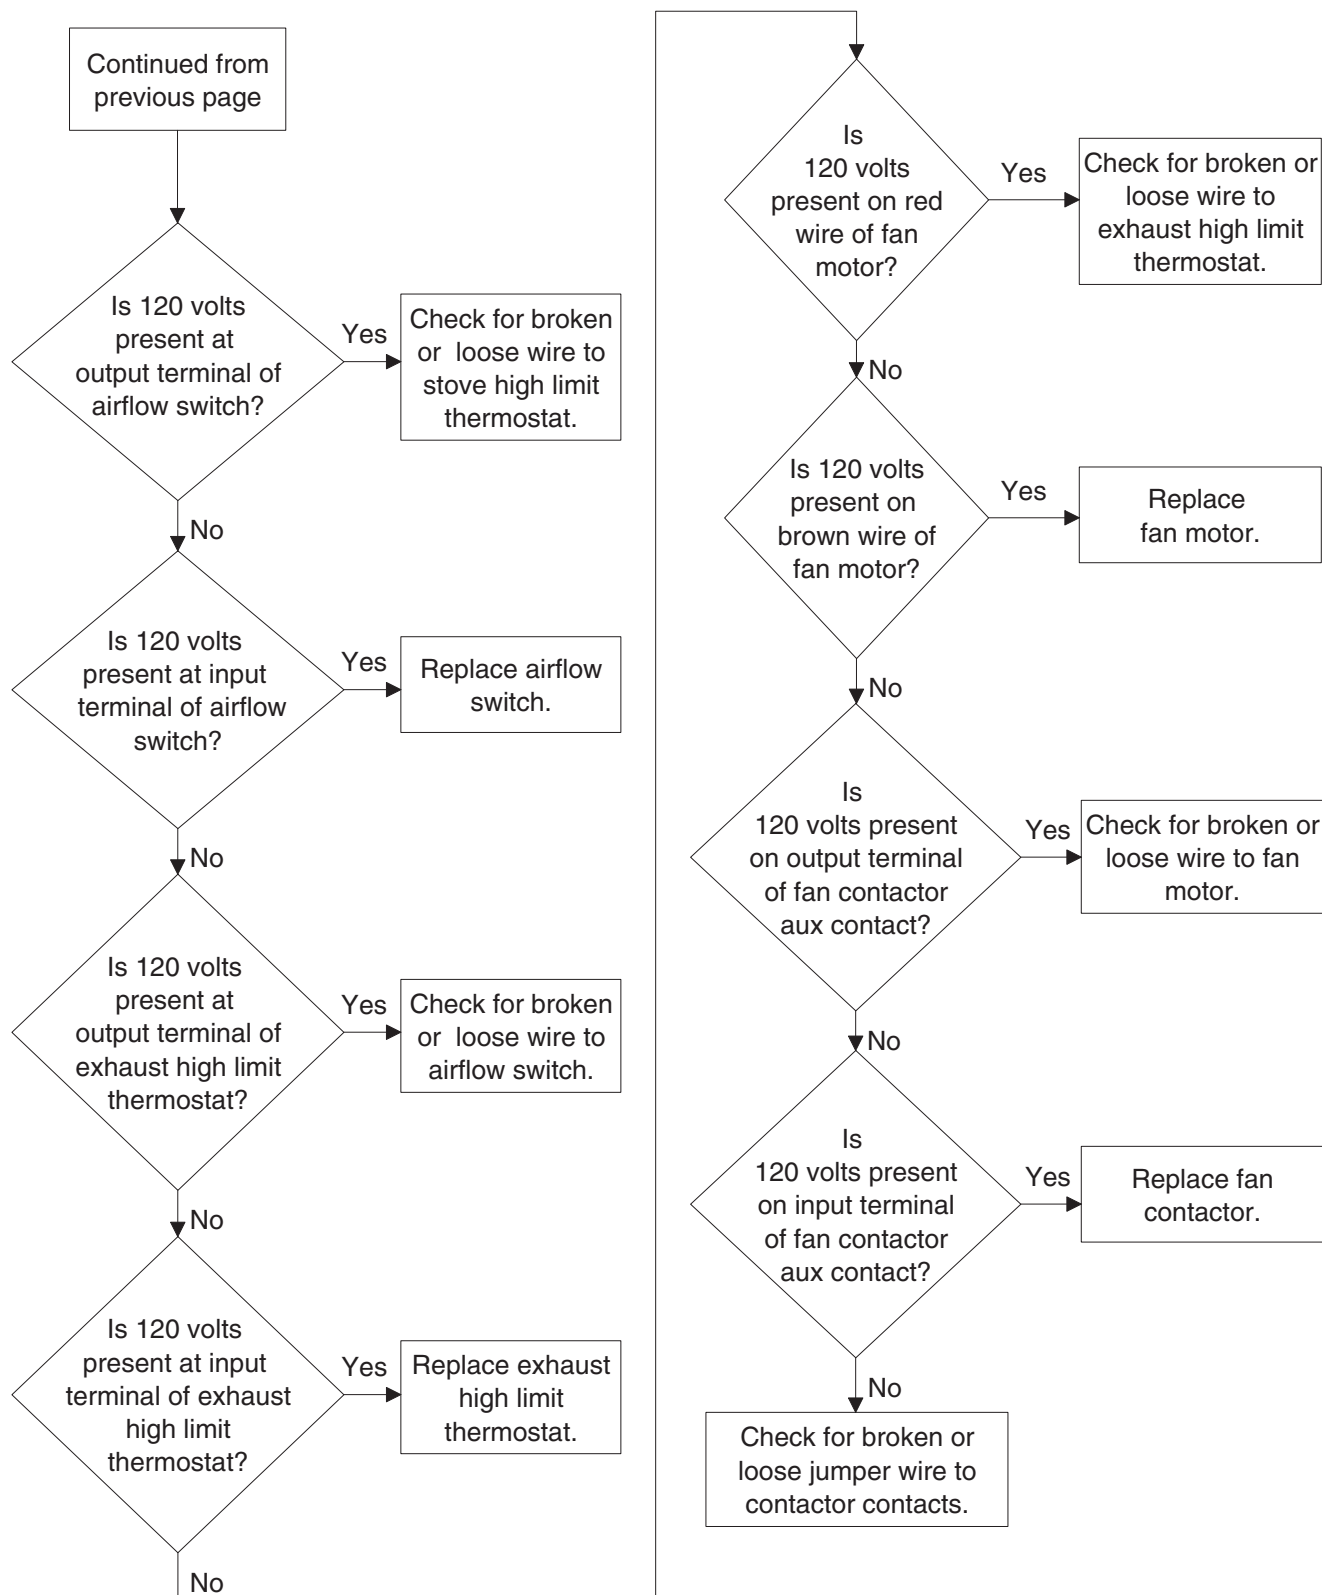 Continued from
previous page
Is 120 volts
present at
output terminal of
airflow switch?
Yes
Check for broken
or loose wire to
stove high limit
thermostat.
No
Is 120 volts
present at input
terminal of airflow
switch?
Yes
Replace airflow
switch.
No
Is 120 volts
present at
output terminal of
exhaust high limit
thermostat?
Yes
Check for broken
or loose wire to
airflow switch.
No
Is 120 volts
present at input
terminal of exhaust
high limit
thermostat?
Yes
Replace exhaust
high limit
thermostat.
No
Is
120 volts
present on red
wire of fan
motor?
Yes
Check for broken or
loose wire to
exhaust high limit
thermostat.
No
Is 120 volts
present on
brown wire of
fan motor?
Yes
Replace
fan motor.
No
Is
120 volts present
on output terminal
of fan contactor
aux contact?
Yes
Check for broken or
loose wire to fan
motor.
No
Is
120 volts present
on input terminal
of fan contactor
aux contact?
Yes
Replace fan
contactor.
No
Check for broken or
loose jumper wire to
contactor contacts.